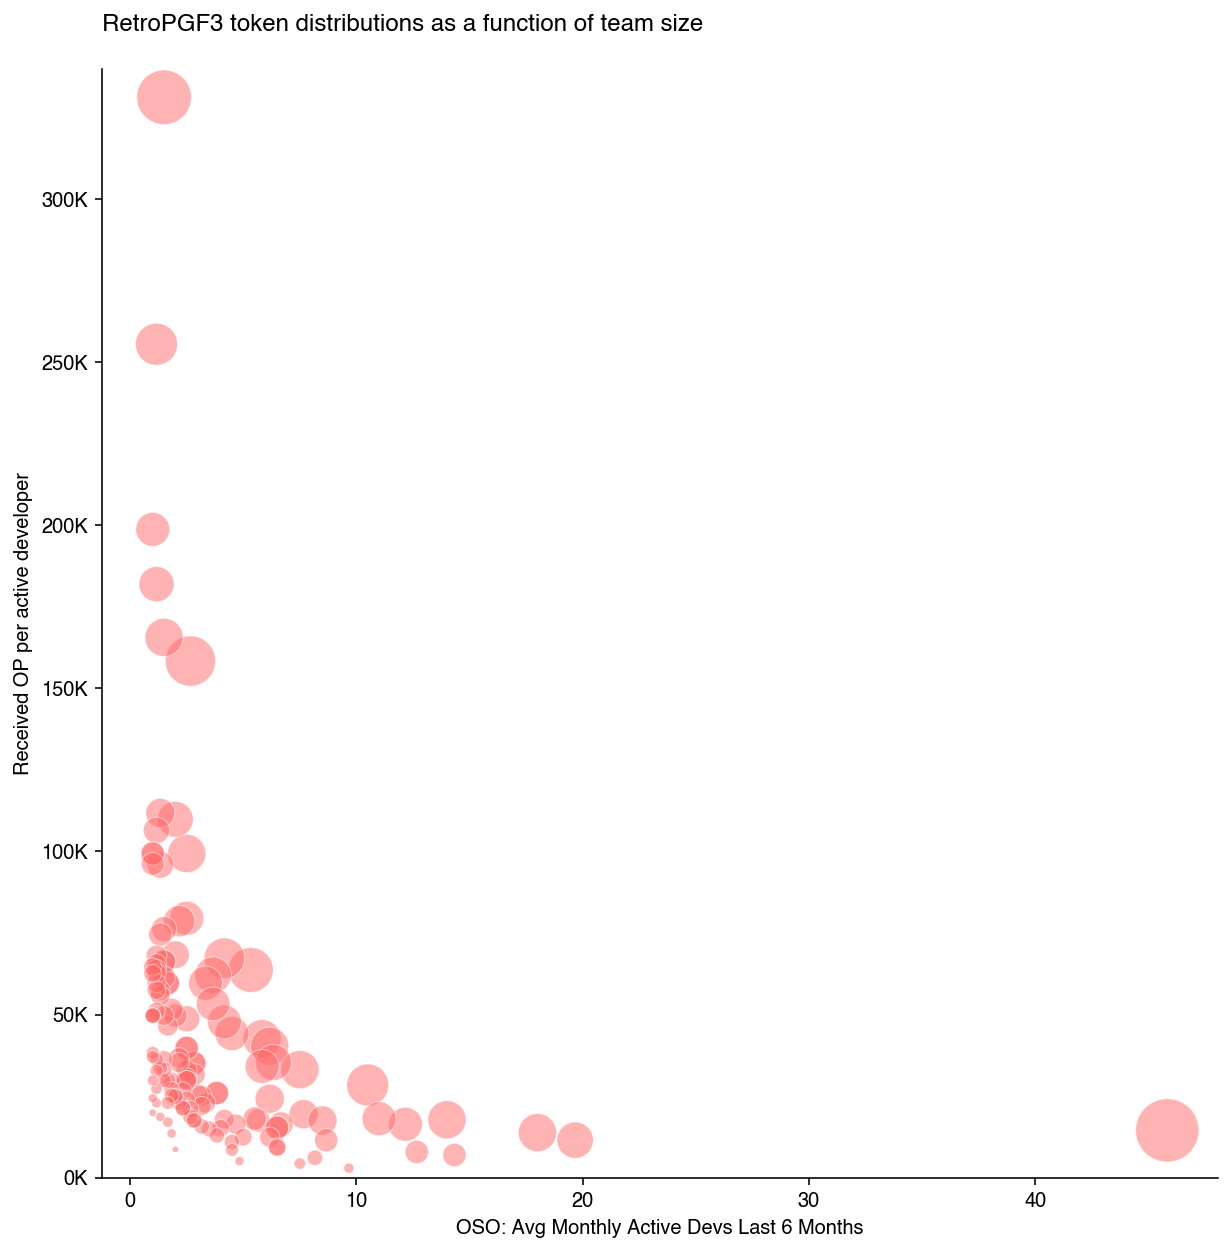 RetroPGF3 token distributions as a function of team size
Received OP per active developer
300K
250K
200K
150K
100K
50K
0K
0 10 20 30 40
OSO: Avg Monthly Active Devs Last 6 Months